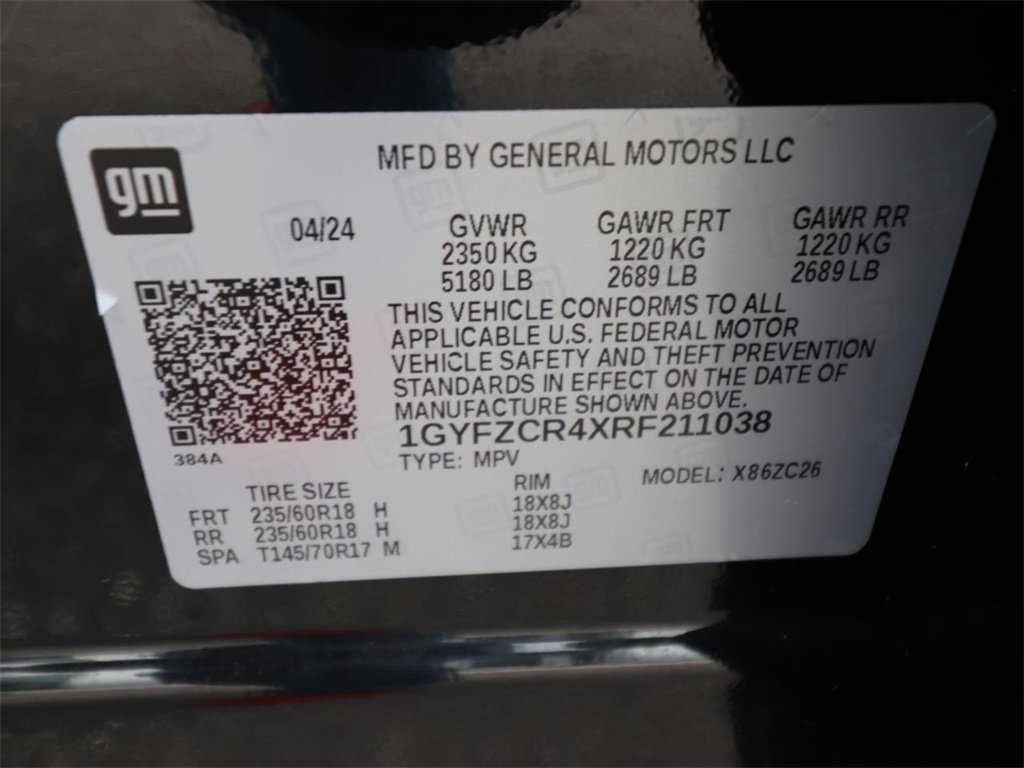 gm
MFD BY GENERAL MOTORS LLC
04/24
GVWR GAWR FRT GAWR RR
2350 KG 1220 KG 1220 KG
5180 LB 2689 LB 2689 LB
THIS VEHICLE CONFORMS TO ALL
APPLICABLE U.S. FEDERAL MOTOR
VEHICLE SAFETY AND THEFT PREVENTION
STANDARDS IN EFFECT ON THE DATE OF
MANUFACTURE SHOWN ABOVE.
1GYFZCR4XRF211038
384A
TYPE: MPV MODEL: X86ZC26
TIRE SIZE RIM
FRT 235/60R18 H 18X8J
RR 235/60R18 H 18X8J
SPA T145/70R17 M 17X4B